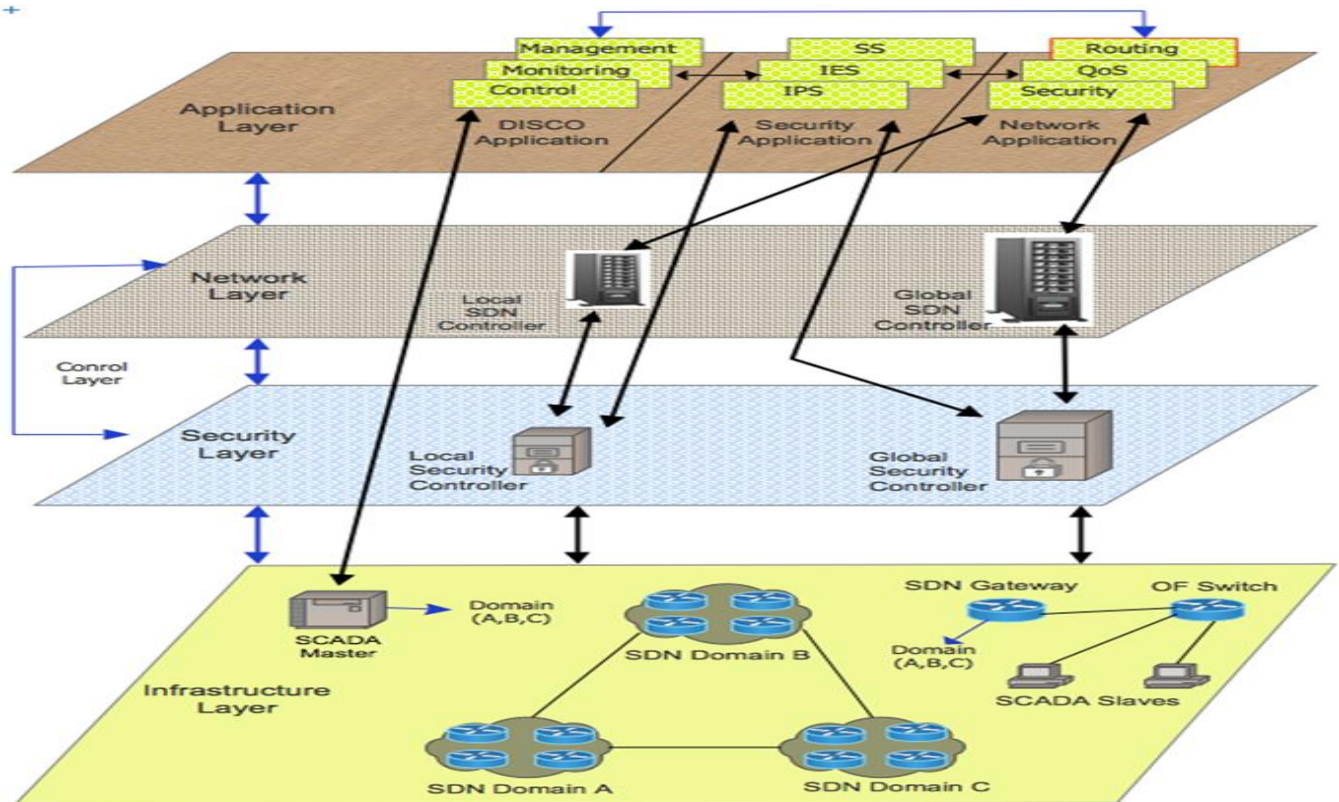 Management
SS
Routing
Monitoring
IES
QoS
Control
IPS
Security
Application
Layer
DISCO
Application
Security
Application
Network
Application
Network
Layer
Local
SDN
Controller
Global
SDN
Controller
Conrol
Layer
Security
Layer
Local
Security
Controller
Global
Security
Controller
SCADA
Master
Domain
(A,B,C)
SDN Domain B
SDN Gateway
OF Switch
Domain
(A,B,C)
SCADA Slaves
Infrastructure
Layer
SDN Domain A
SDN Domain C